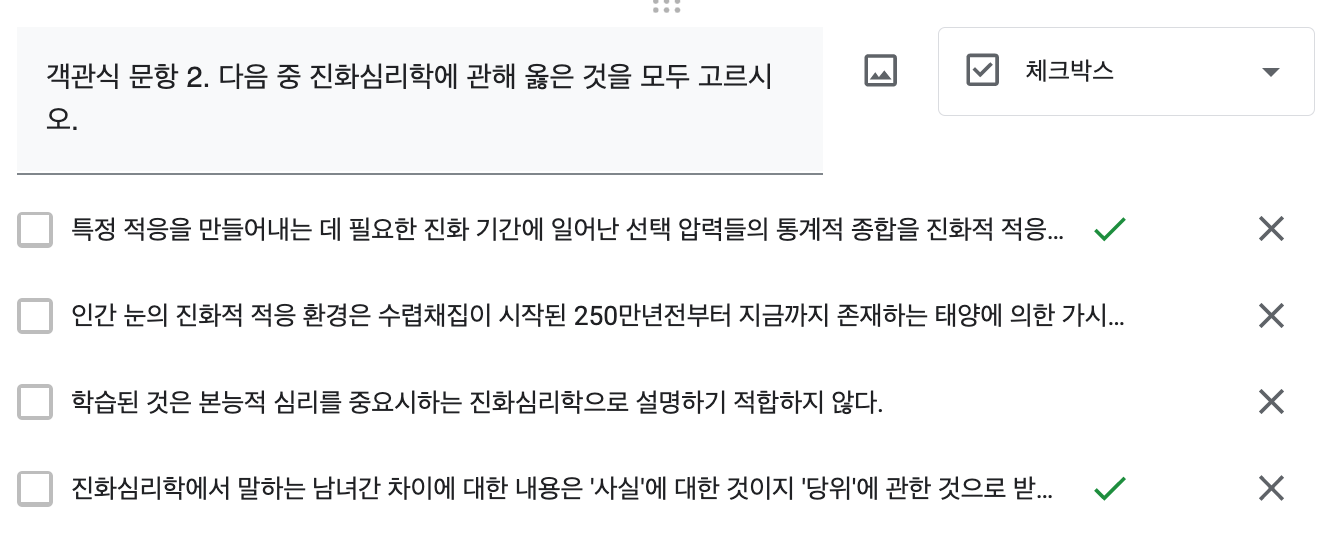 객관식 문항 2. 다음 중 진화심리학에 관해 옳은 것을 모두 고르시
오.
체크박스
특정 적응을 만들어내는 데 필요한 진화 기간에 일어난 선택 압력들의 통계적 종합을 진화적 적응...
인간 눈의 진화적 적응 환경은 수렵채집이 시작된 250만년전부터 지금까지 존재하는 태양에 의한 가시...
학습된 것은 본능적 심리를 중요시하는 진화심리학으로 설명하기 적합하지 않다.
진화심리학에서 말하는 남녀간 차이에 대한 내용은 '사실'에 대한 것이지 '당위'에 관한 것으로 받...